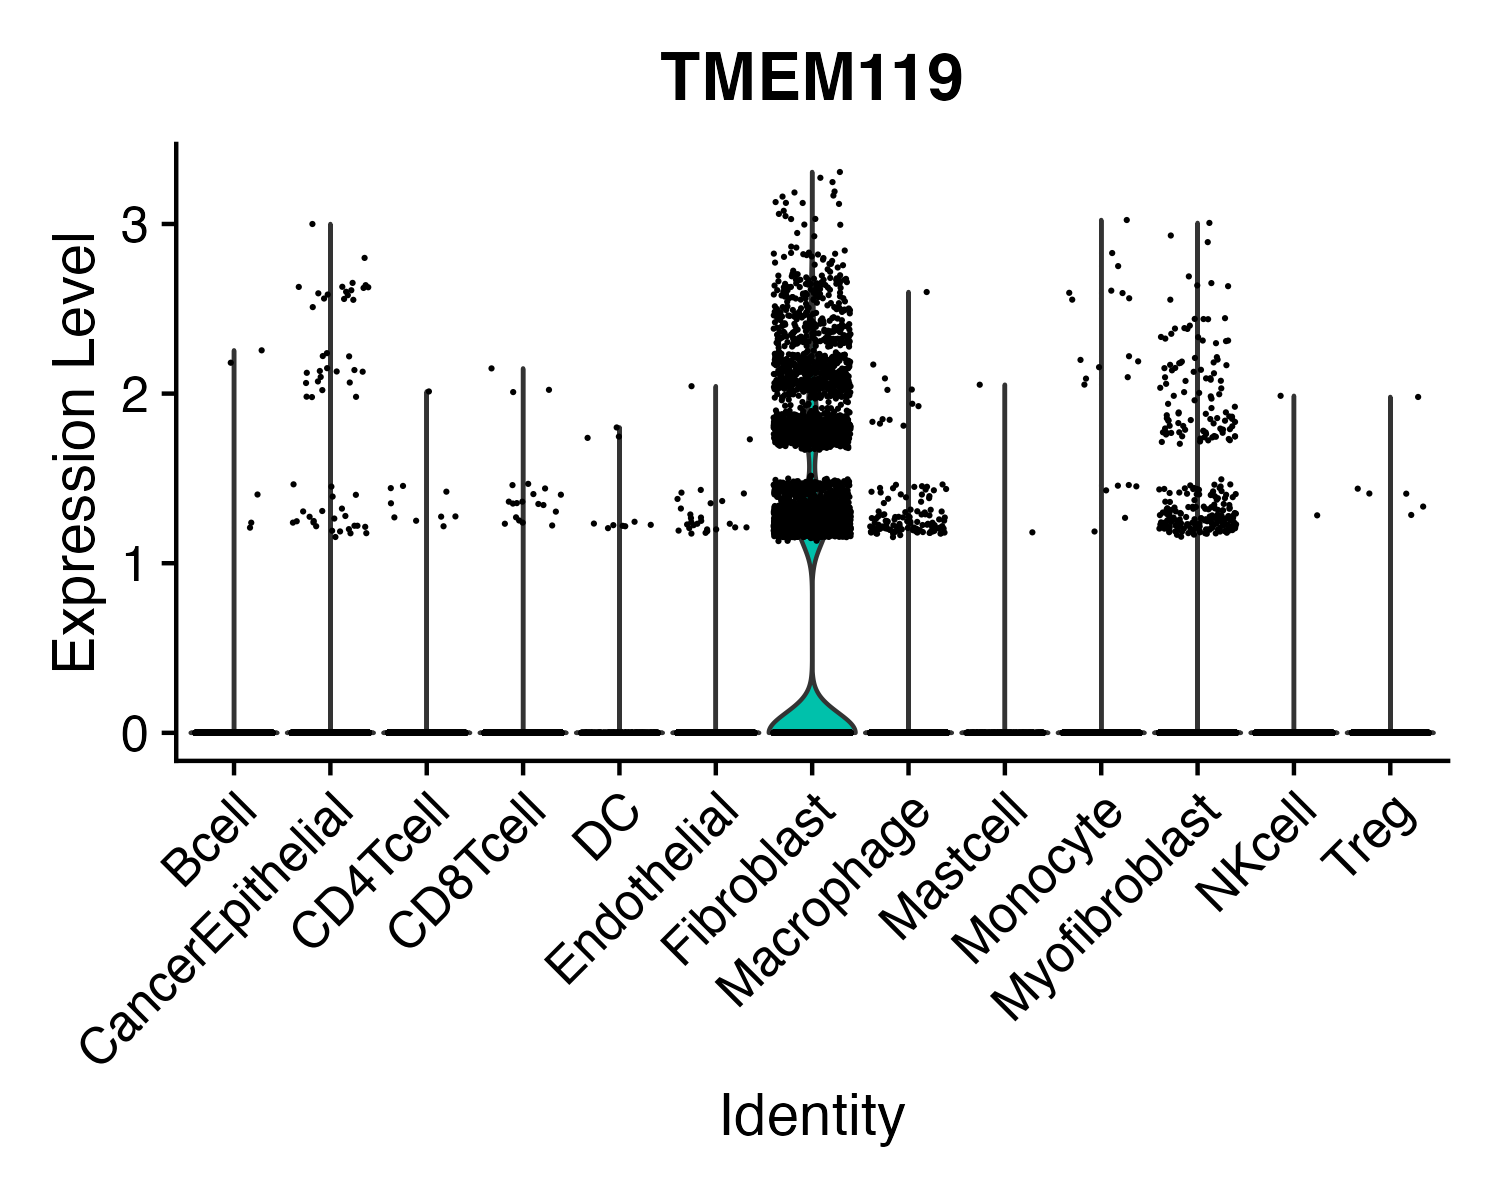 TMEM119
Expression Level
3
2
1
0
Bcell
CancerEpithelial
CD4Tcell
CD8Tcell
DC
Endothelial
Fibroblast
Macrophage
Mastcell
Monocyte
Myofibroblast
NKcell
Treg
Identity